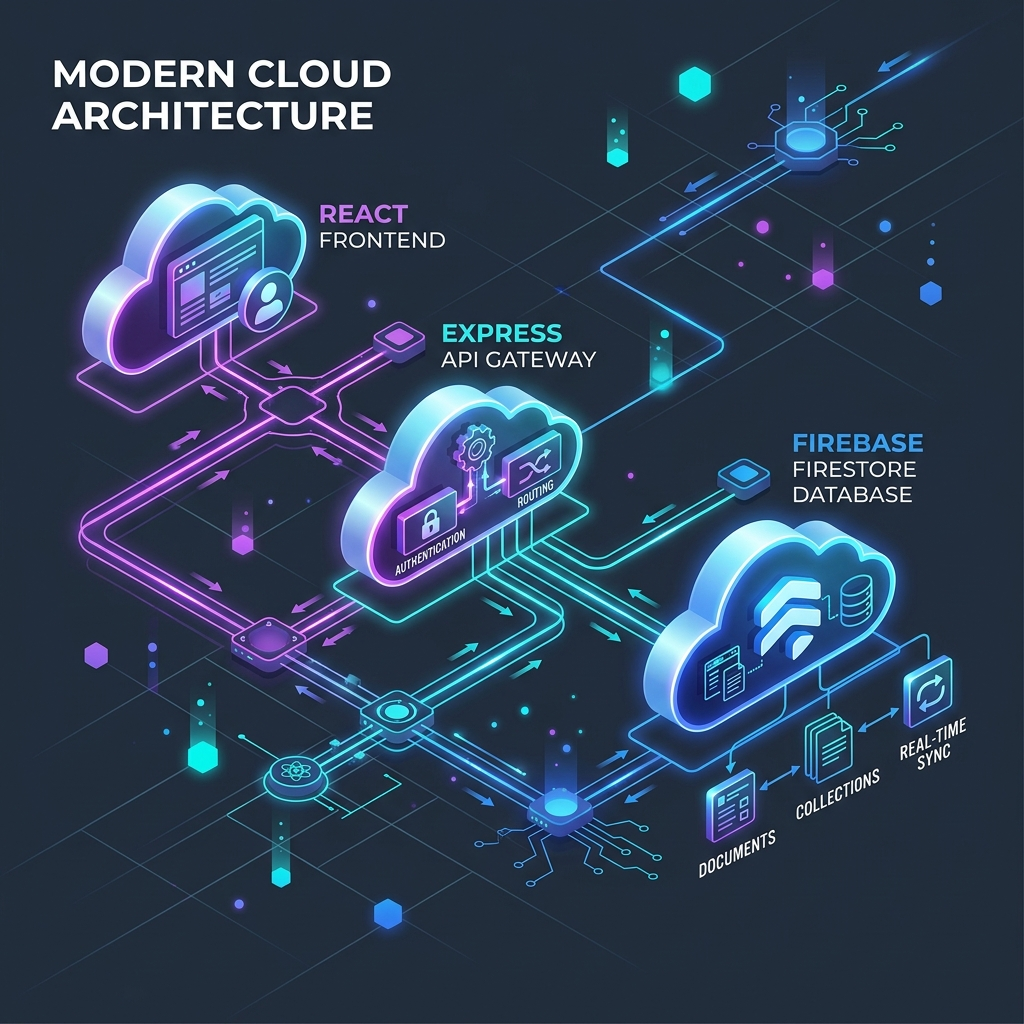 MODERN CLOUD
ARCHITECTURE
REACT
FRONTEND
EXPRESS
API GATEWAY
AUTHENTICATION
ROUTING
FIREBASE
FIRESTORE
DATABASE
DOCUMENTS
COLLECTIONS
REAL-TIME
SYNC